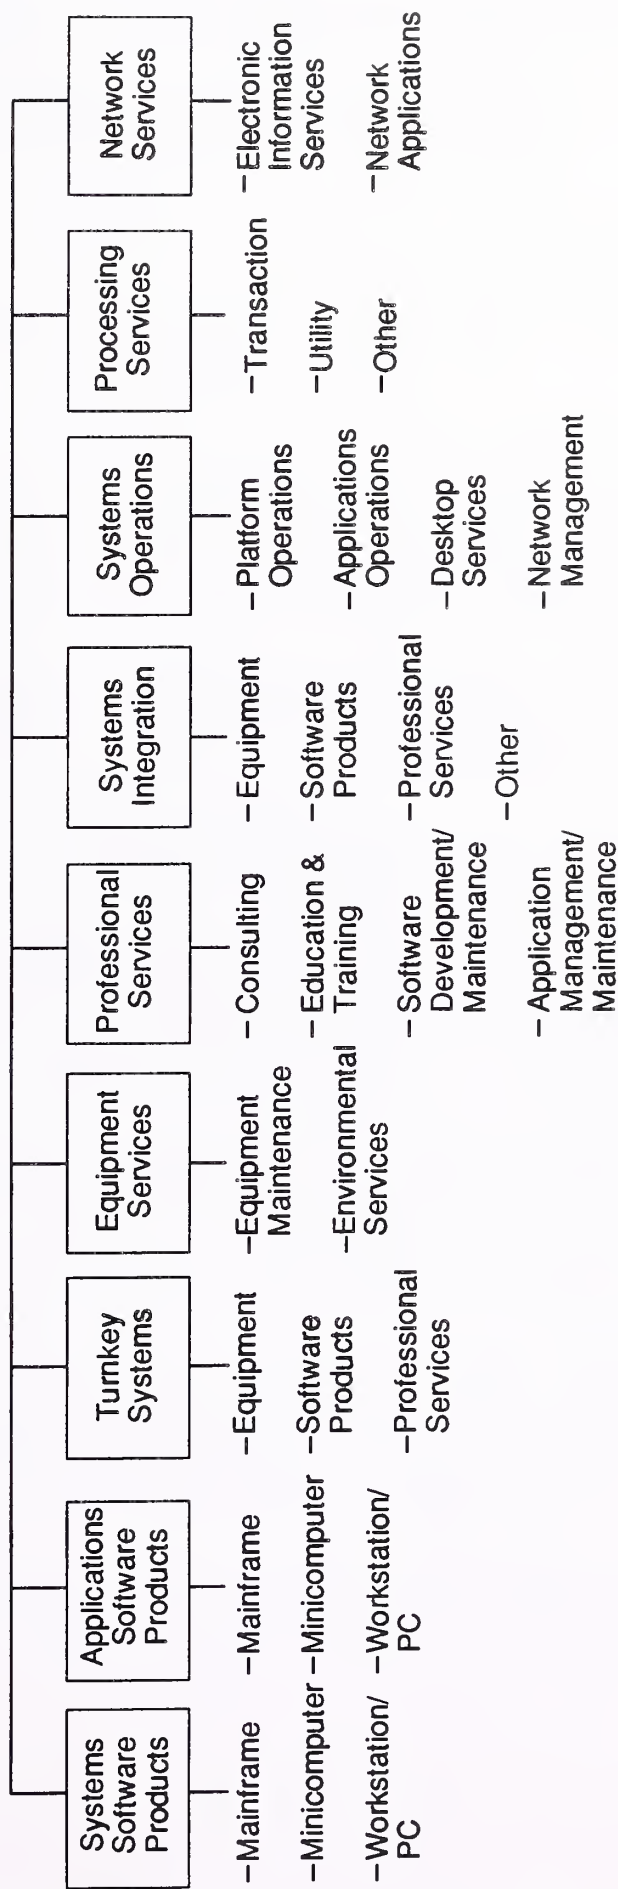 Systems
Software
Products
–Mainframe
–Minicomputer
–Workstation/
PC
Applications
Software
Products
–Mainframe
–Minicomputer
–Workstation/
PC
Turnkey
Systems
–Equipment
–Software
Products
–Professional
Services
Equipment
Services
–Equipment
Maintenance
–Environmental
Services
Professional
Services
–Consulting
–Education &
Training
–Software
Development/
Maintenance
–Application
Management/
Maintenance
Systems
Integration
–Equipment
–Software
Products
–Professional
Services
–Other
Systems
Operations
–Platform
Operations
–Applications
Operations
–Desktop
Services
–Network
Management
Processing
Services
–Transaction
–Utility
–Other
Network
Services
–Electronic
Information
Services
–Network
Applications